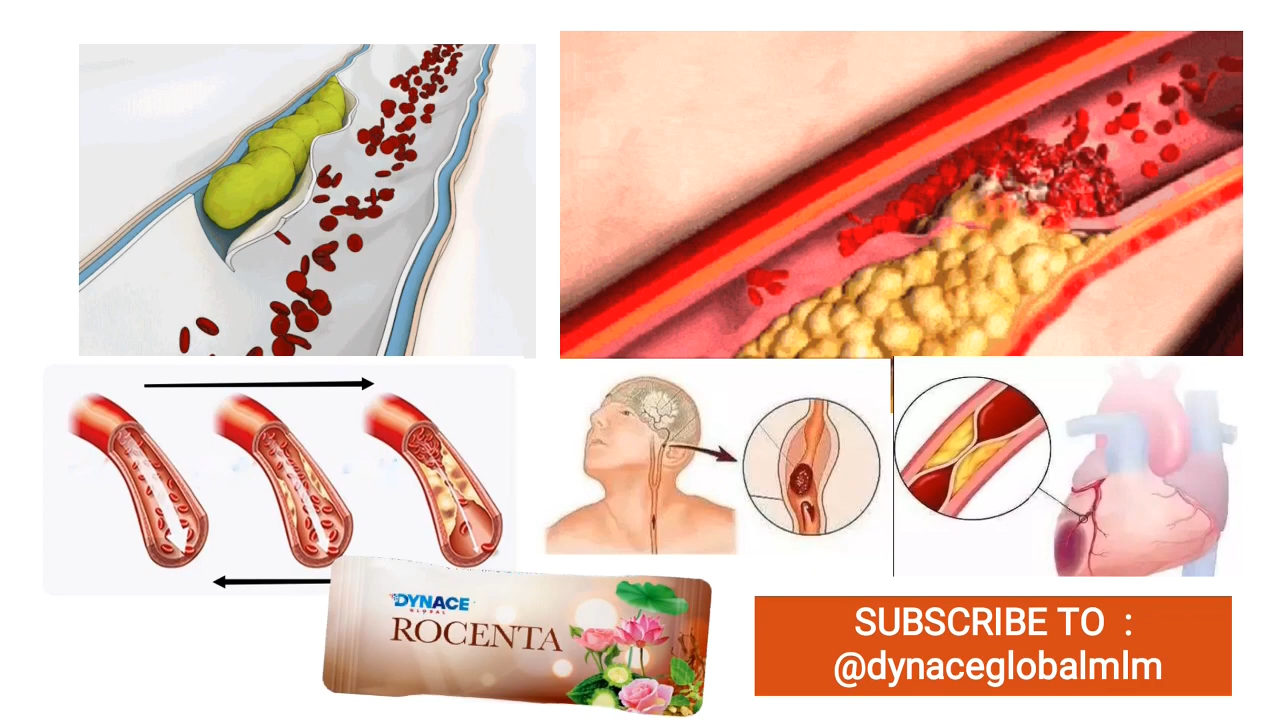 DYNACE
GLOBAL
ROCENTA
SUBSCRIBE TO :
@dynaceglobalmlm